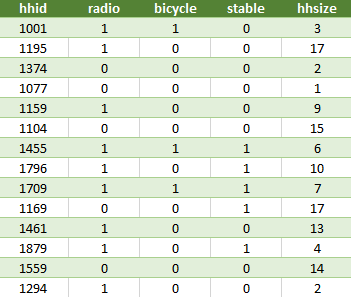 hhid radio bicycle stable hhsize
1001 1 1 0 3
1195 1 0 0 17
1374 0 0 0 2
1077 0 0 0 1
1159 1 0 0 9
1104 0 0 0 15
1455 1 1 1 6
1796 1 0 1 10
1709 1 1 1 7
1169 0 0 1 17
1461 1 0 0 13
1879 1 0 1 4
1559 0 0 0 14
1294 1 0 0 2